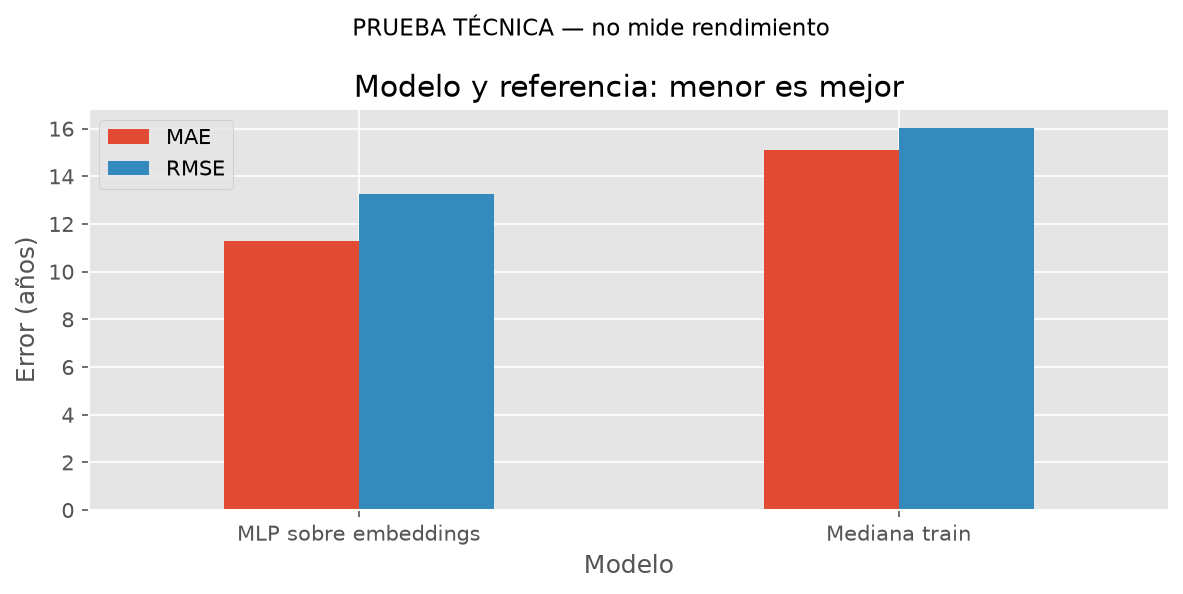 PRUEBA TÉCNICA — no mide rendimiento
Modelo y referencia: menor es mejor
MAE
RMSE
16
14
12
10
8
6
4
2
0
Error (años)
MLP sobre embeddings
Mediana train
Modelo